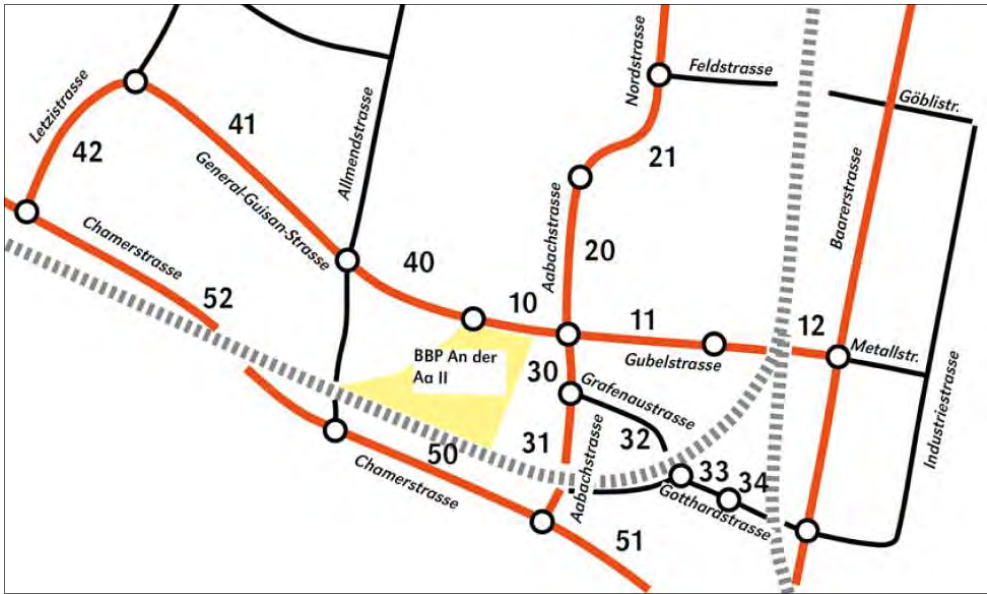 Nordstrasse
Feldstrasse
Göblistr.
Letzistrasse
41
42
Allmendstrasse
21
General-Guisan-Strasse
Baarerstrasse
Aabachstrasse
Chamerstrasse
20
40
52
10
11
12
Metallstr.
BBP An der
Aa II
Gubelstrasse
30
Grafenaustrasse
Industriestrasse
32
31
Aabachstrasse
50
33
34
Chamerstrasse
Gotthardstrasse
51